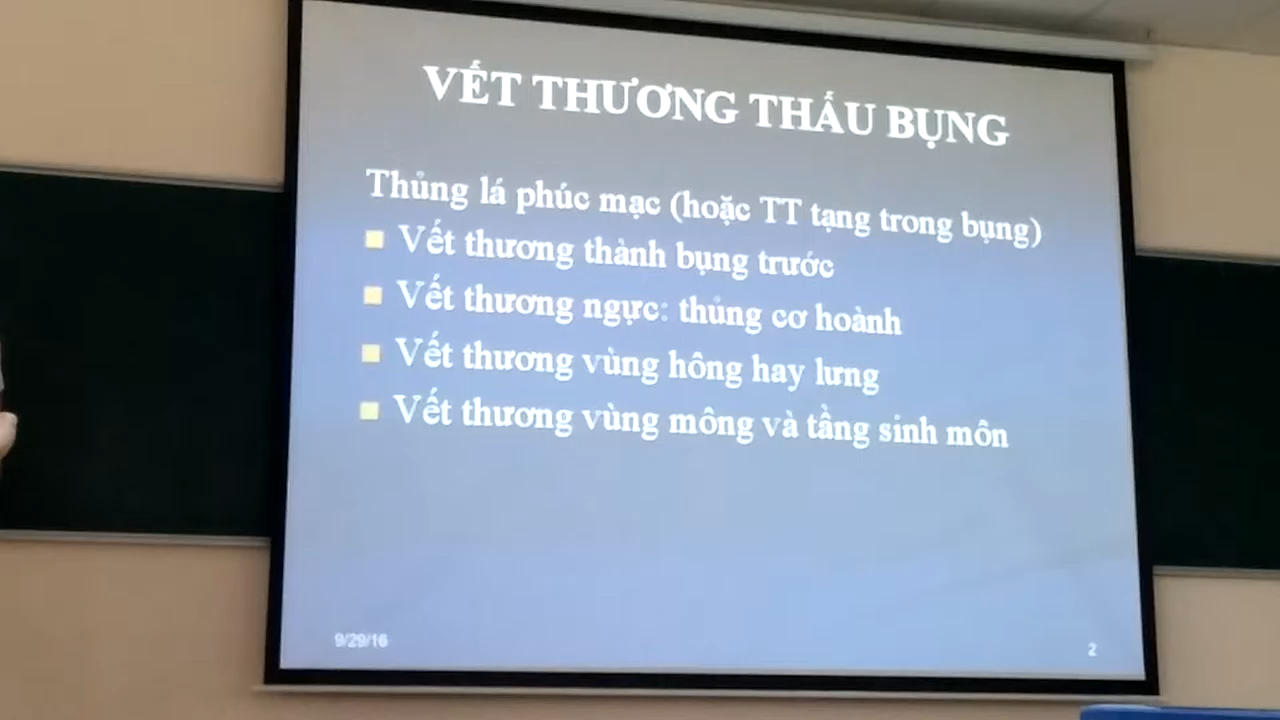 VẾT THƯƠNG THẤU BỤNG
Thủng lá phúc mạc (hoặc TT tạng trong bụng)
Vết thương thành bụng trước
Vết thương ngực: thủng cơ hoành
Vết thương vùng hông hay lưng
Vết thương vùng mông và tầng sinh môn
9/29/16
2